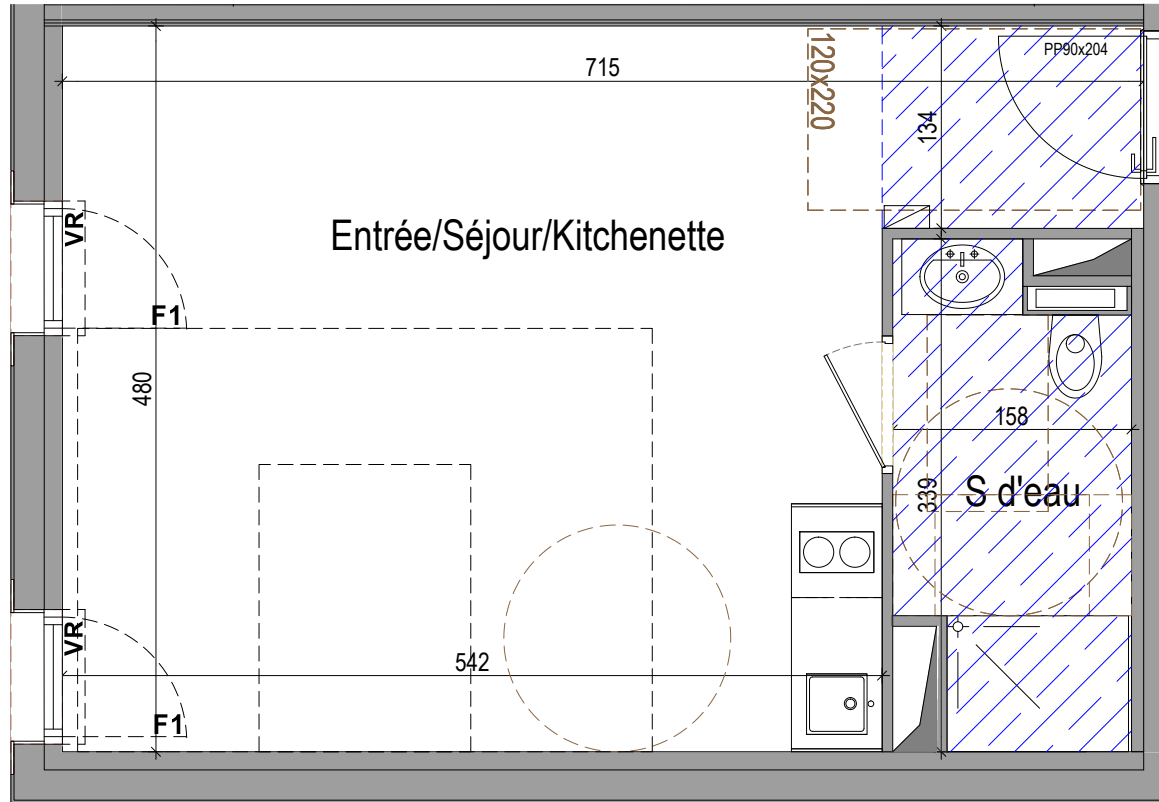 715
120x220
PP90x204
134
VR
Entrée/Séjour/Kitchenette
F1
480
158
339
S d'eau
VR
542
F1